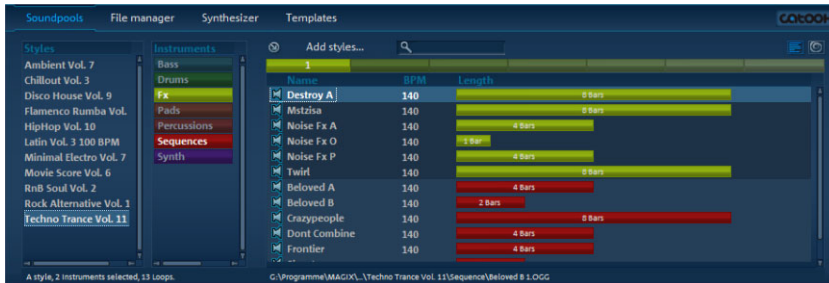 Soundpools File manager Synthesizer Templates catooh
Styles Instruments Add styles...
Ambient Vol. 7 Bass 1
Chillout Vol. 3 Drums Name BPM Length
Disco House Vol. 9 Fx Destroy A 140 8 Bars
Flamenco Rumba Vol. Pads Mstzisa 140 8 Bars
HipHop Vol. 10 Percussions Noise Fx A 140 4 Bars
Latin Vol. 3 100 BPM Sequences Noise Fx O 140 1 Bar
Minimal Electro Vol. 7 Synth Noise Fx P 140 4 Bars
Movie Score Vol. 6 Twirl 140 8 Bars
RnB Soul Vol. 2 Beloved A 140 4 Bars
Rock Alternative Vol. 1 Beloved B 140 2 Bars
Techno Trance Vol. 11 Crazypeople 140 8 Bars
Dont Combine 140 4 Bars
Frontier 140 4 Bars
A style, 2 Instruments selected, 13 Loops. G:\Programme\MAGIX\...\Techno Trance Vol. 11\Sequence\Beloved B 1.OGG